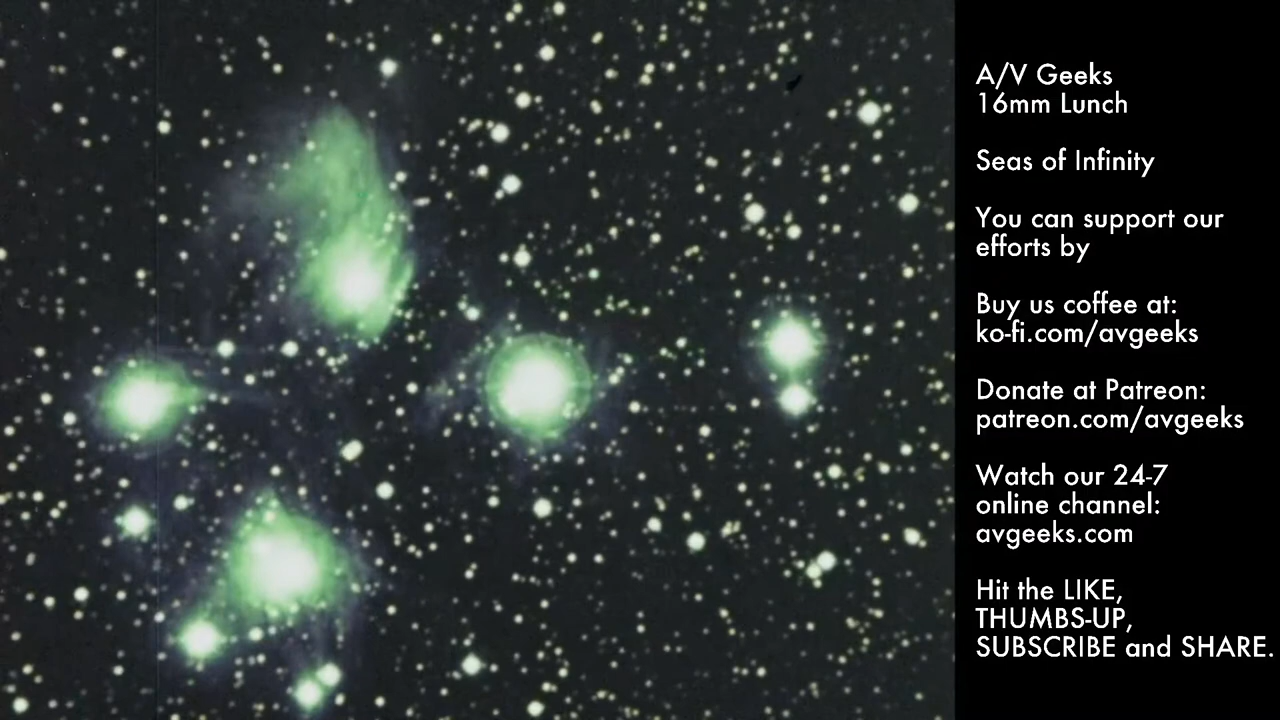 A/V Geeks
16mm Lunch
Seas of Infinity
You can support our
efforts by
Buy us coffee at:
ko-fi.com/avgeeks
Donate at Patreon:
patreon.com/avgeeks
Watch our 24-7
online channel:
avgeeks.com
Hit the LIKE,
THUMBS-UP,
SUBSCRIBE and SHARE.